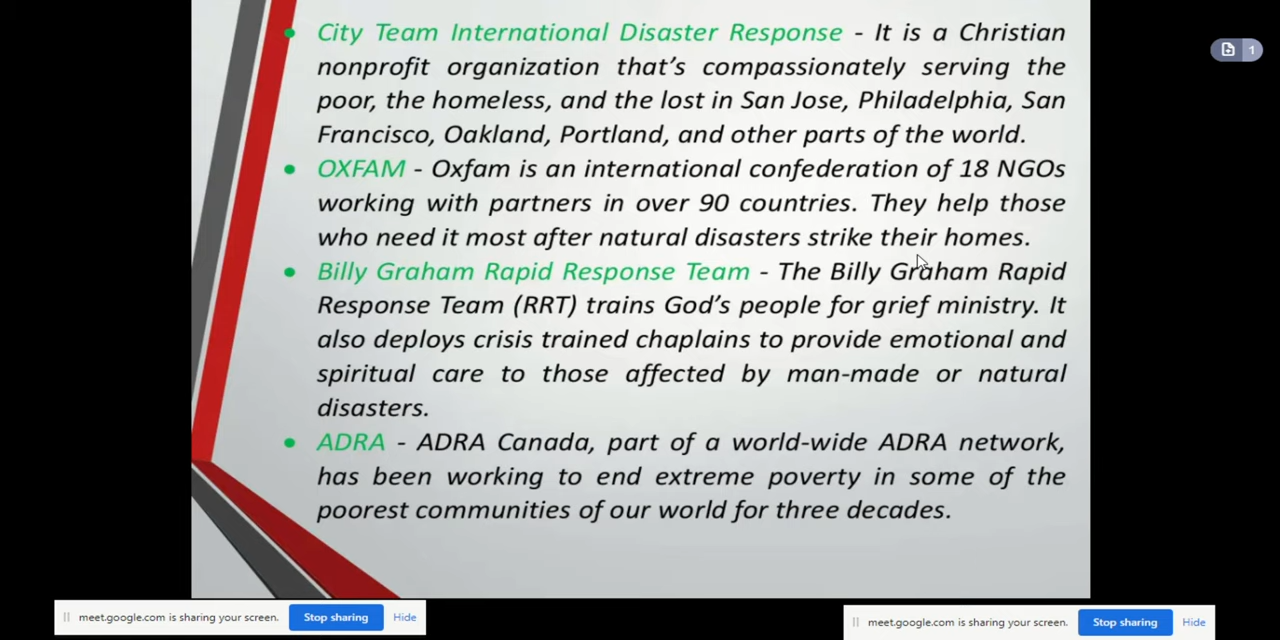 City Team International Disaster Response - It is a Christian
nonprofit organization that's compassionately serving the
poor, the homeless, and the lost in San Jose, Philadelphia, San
Francisco, Oakland, Portland, and other parts of the world.
OXFAM - Oxfam is an international confederation of 18 NGOs
working with partners in over 90 countries. They help those
who need it most after natural disasters strike their homes.
Billy Graham Rapid Response Team - The Billy Graham Rapid
Response Team (RRT) trains God's people for grief ministry. It
also deploys crisis trained chaplains to provide emotional and
spiritual care to those affected by man-made or natural
disasters.
ADRA - ADRA Canada, part of a world-wide ADRA network,
has been working to end extreme poverty in some of the
poorest communities of our world for three decades.
1
meet.google.com is sharing your screen. Stop sharing Hide
meet.google.com is sharing your screen. Stop sharing Hide